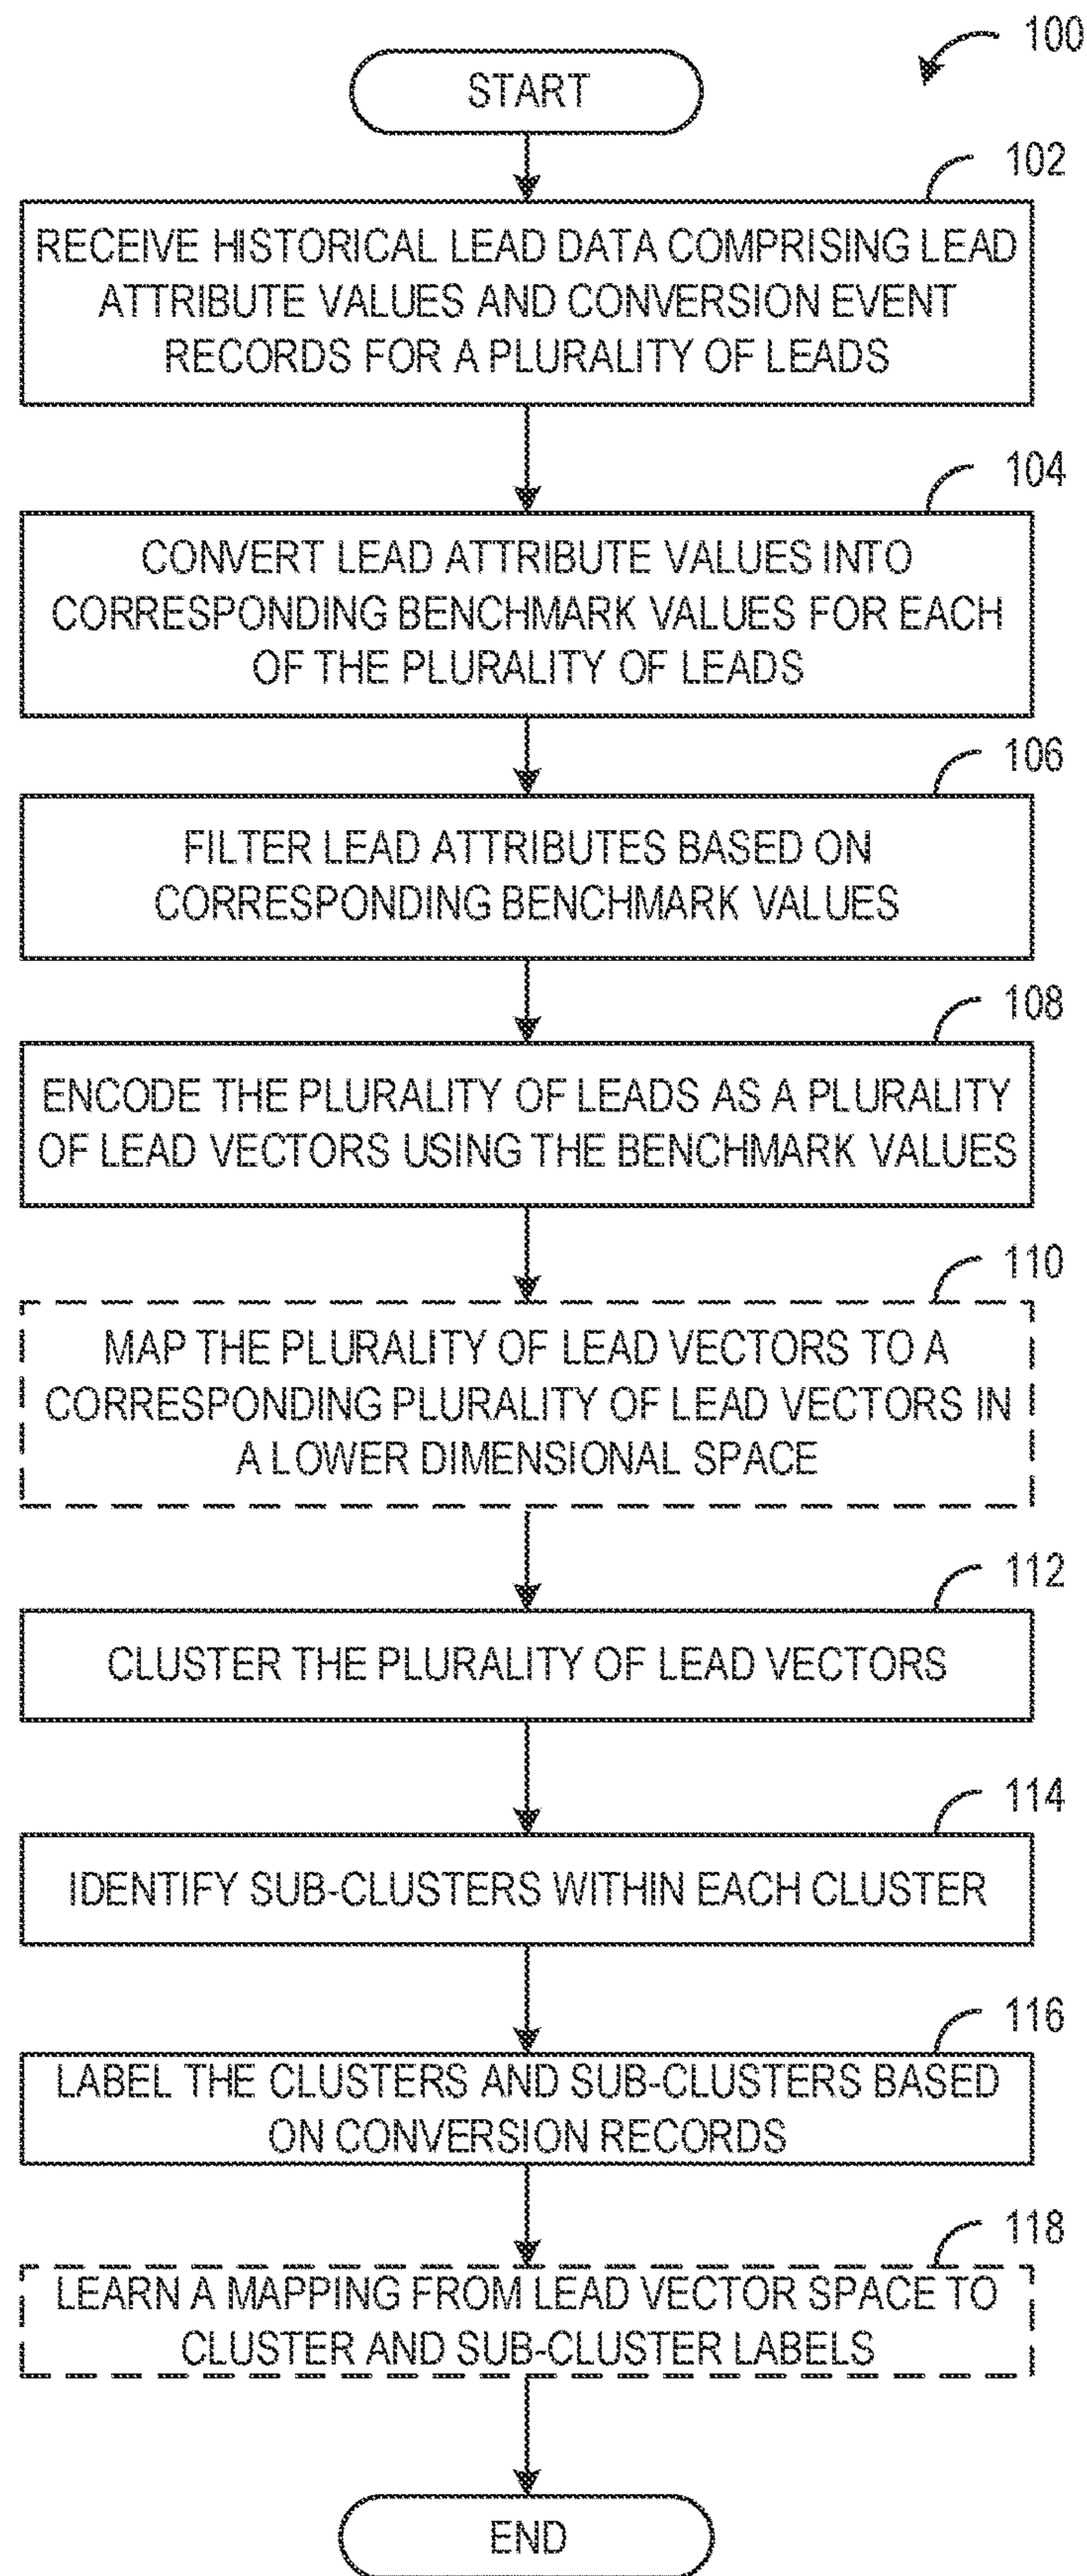 100
START
102
RECEIVE HISTORICAL LEAD DATA COMPRISING LEAD
ATTRIBUTE VALUES AND CONVERSION EVENT
RECORDS FOR A PLURALITY OF LEADS
104
CONVERT LEAD ATTRIBUTE VALUES INTO
CORRESPONDING BENCHMARK VALUES FOR EACH
OF THE PLURALITY OF LEADS
106
FILTER LEAD ATTRIBUTES BASED ON
CORRESPONDING BENCHMARK VALUES
108
ENCODE THE PLURALITY OF LEADS AS A PLURALITY
OF LEAD VECTORS USING THE BENCHMARK VALUES
110
MAP THE PLURALITY OF LEAD VECTORS TO A
CORRESPONDING PLURALITY OF LEAD VECTORS IN
A LOWER DIMENSIONAL SPACE
112
CLUSTER THE PLURALITY OF LEAD VECTORS
114
IDENTIFY SUB-CLUSTERS WITHIN EACH CLUSTER
116
LABEL THE CLUSTERS AND SUB-CLUSTERS BASED
ON CONVERSION RECORDS
118
LEARN A MAPPING FROM LEAD VECTOR SPACE TO
CLUSTER AND SUB-CLUSTER LABELS
END